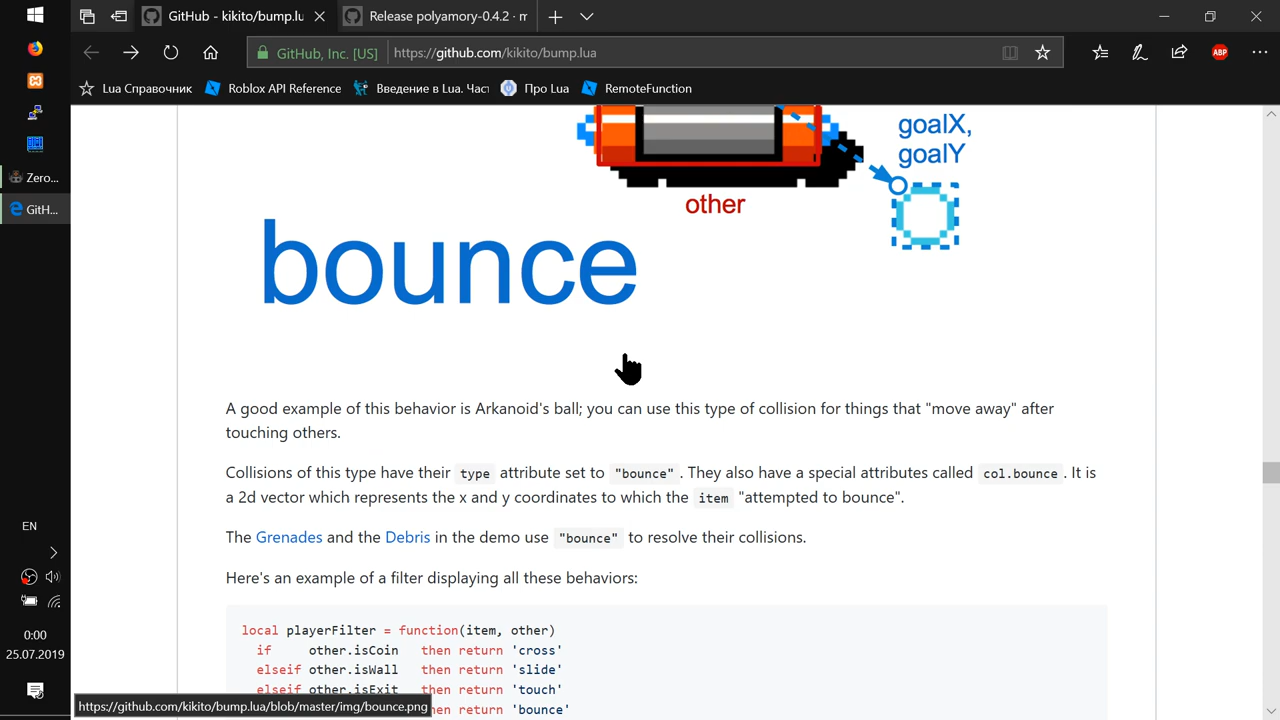 GitHub - kikito/bump.lu
Release polyamory-0.4.2 · m
GitHub, Inc. [US]
https://github.com/kikito/bump.lua
ABP
Lua Справочник
Roblox API Reference
Введение в Lua. Част
Про Lua
RemoteFunction
Zero...
GitH...
goalX,
goalY
other
bounce
A good example of this behavior is Arkanoid's ball; you can use this type of collision for things that "move away" after
touching others.
Collisions of this type have their type attribute set to "bounce". They also have a special attributes called col.bounce. It is
a 2d vector which represents the x and y coordinates to which the item "attempted to bounce".
The Grenades and the Debris in the demo use "bounce" to resolve their collisions.
Here's an example of a filter displaying all these behaviors:
local playerFilter = function(item, other)
if other.isCoin then return 'cross'
elseif other.isWall then return 'slide'
elseif other.isExit then return 'touch'
then return 'bounce'
https://github.com/kikito/bump.lua/blob/master/img/bounce.png
EN
0:00
25.07.2019